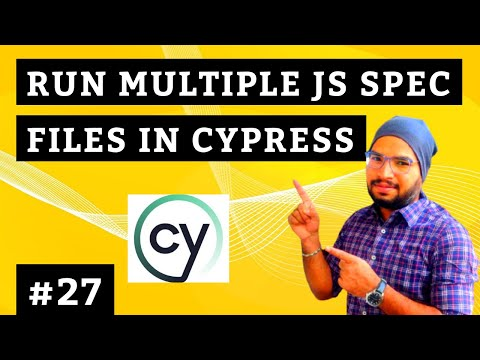 RUN MULTIPLE JS SPEC
FILES IN CYPRESS
cy
#27